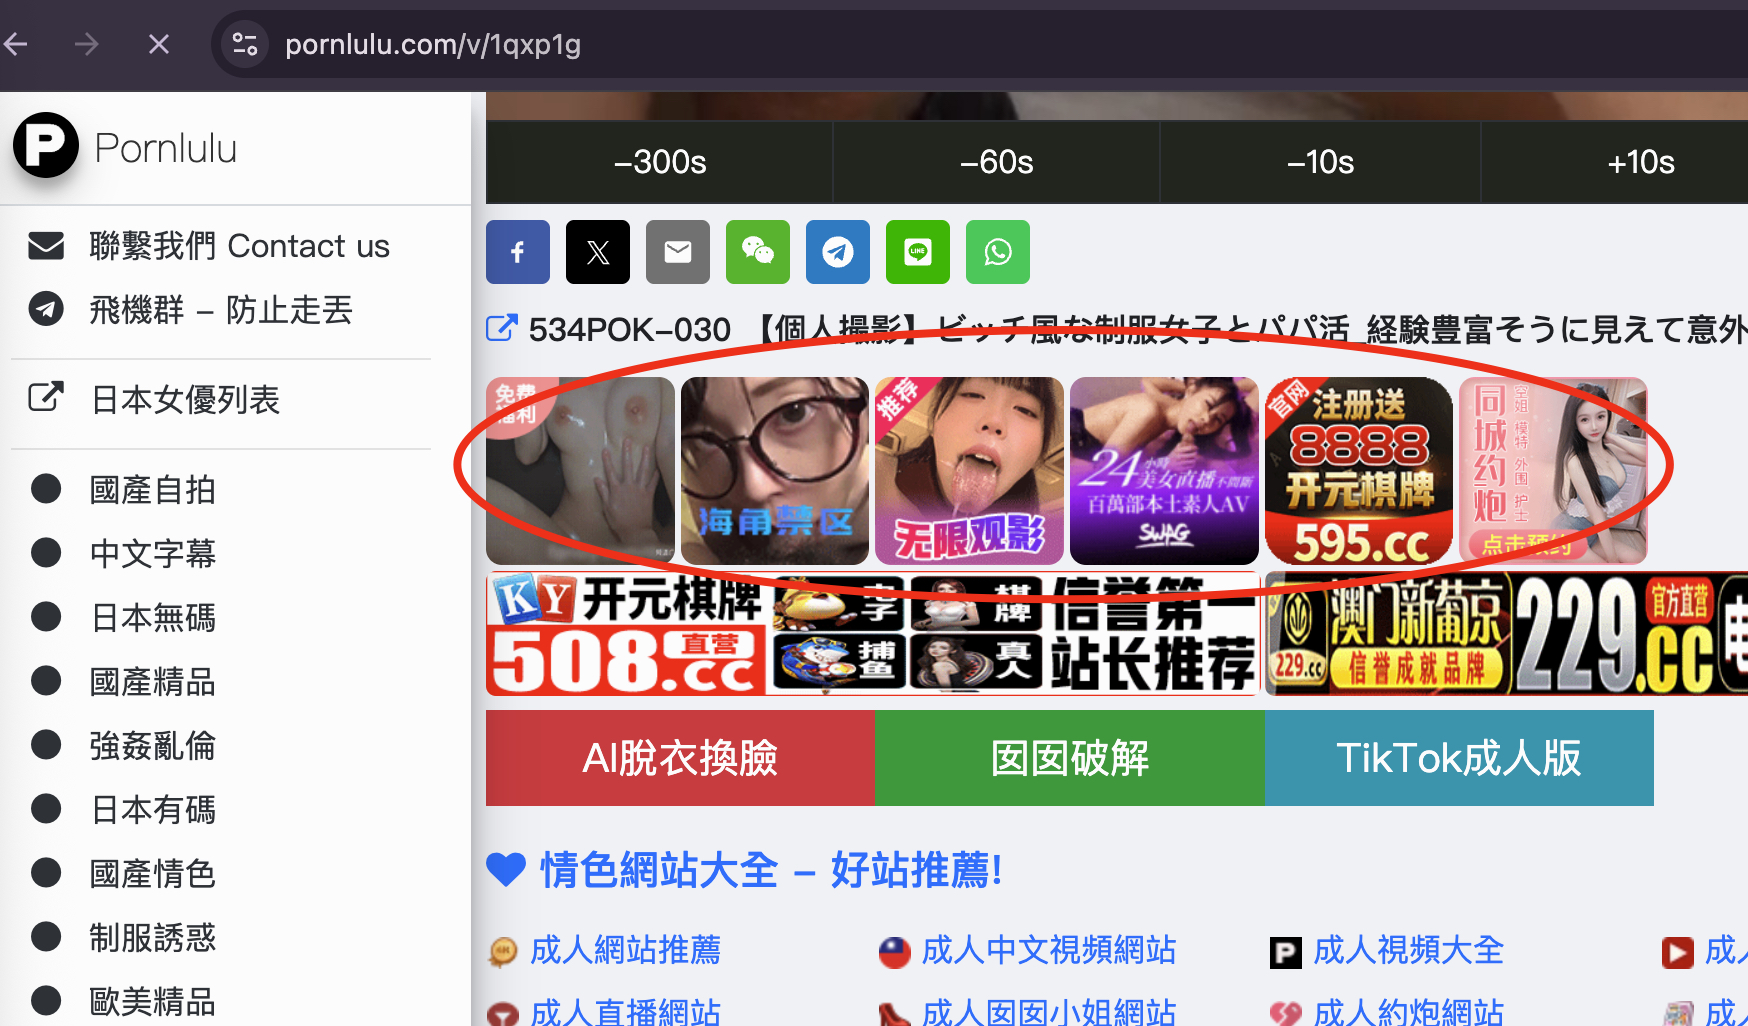 pornlulu.com/v/1qxp1g
P Pornlulu
聯繫我們 Contact us
飛機群 – 防止走丟
日本女優列表
國產自拍
中文字幕
日本無碼
國產精品
強姦亂倫
日本有碼
國產情色
制服誘惑
歐美精品
−300s
−60s
−10s
+10s
534POK-030 【個人撮影】ビッチ風な制服女子とパパ活_経験豊富そうに見えて意外
免费
福利
海角禁区
推荐
无限观影
24小時
美女直播不間斷
百萬部本土素人AV
SWAG
官网
注册送
8888
开元棋牌
595.cc
同城约炮
空姐 模特 外围 护士
点击预约
KY开元棋牌
508.cc
直营
电子
棋牌
捕鱼
真人
信誉第一
站长推荐
229.cc
澳门新葡京
信誉成就品牌
229.cc
官方直营
AI脫衣換臉
囡囡破解
TikTok成人版
情色網站大全 – 好站推薦!
成人網站推薦
成人中文視頻網站
成人視頻大全
成人直播網站
成人囡囡小姐網站
成人約炮網站